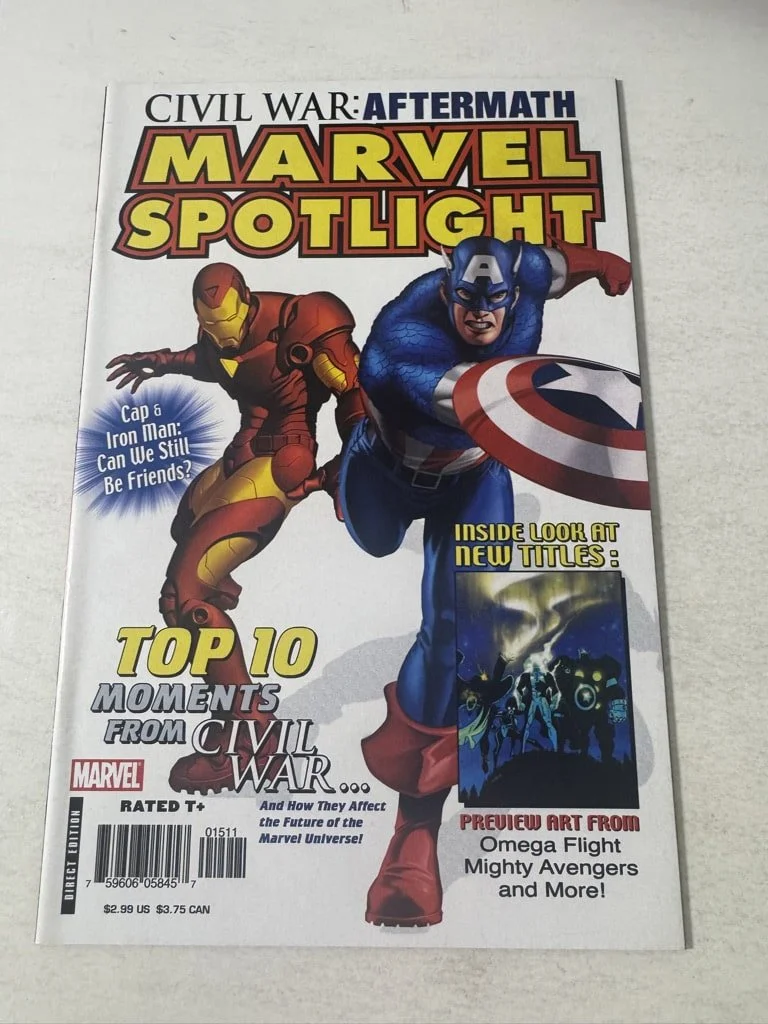 CIVIL WAR: AFTERMATH
MARVEL
SPOTLIGHT
A
Cap &
Iron Man:
Can We Still
Be Friends?
INSIDE LOOK AT
NEW TITLES:
TOP 10
MOMENTS
FROM CIVIL
WAR...
And How They Affect
the Future of the
Marvel Universe!
MARVEL
RATED T+
DIRECT EDITION
01511
7 59606 05845 7
$2.99 US $3.75 CAN
PREVIEW ART FROM
Omega Flight
Mighty Avengers
and More!